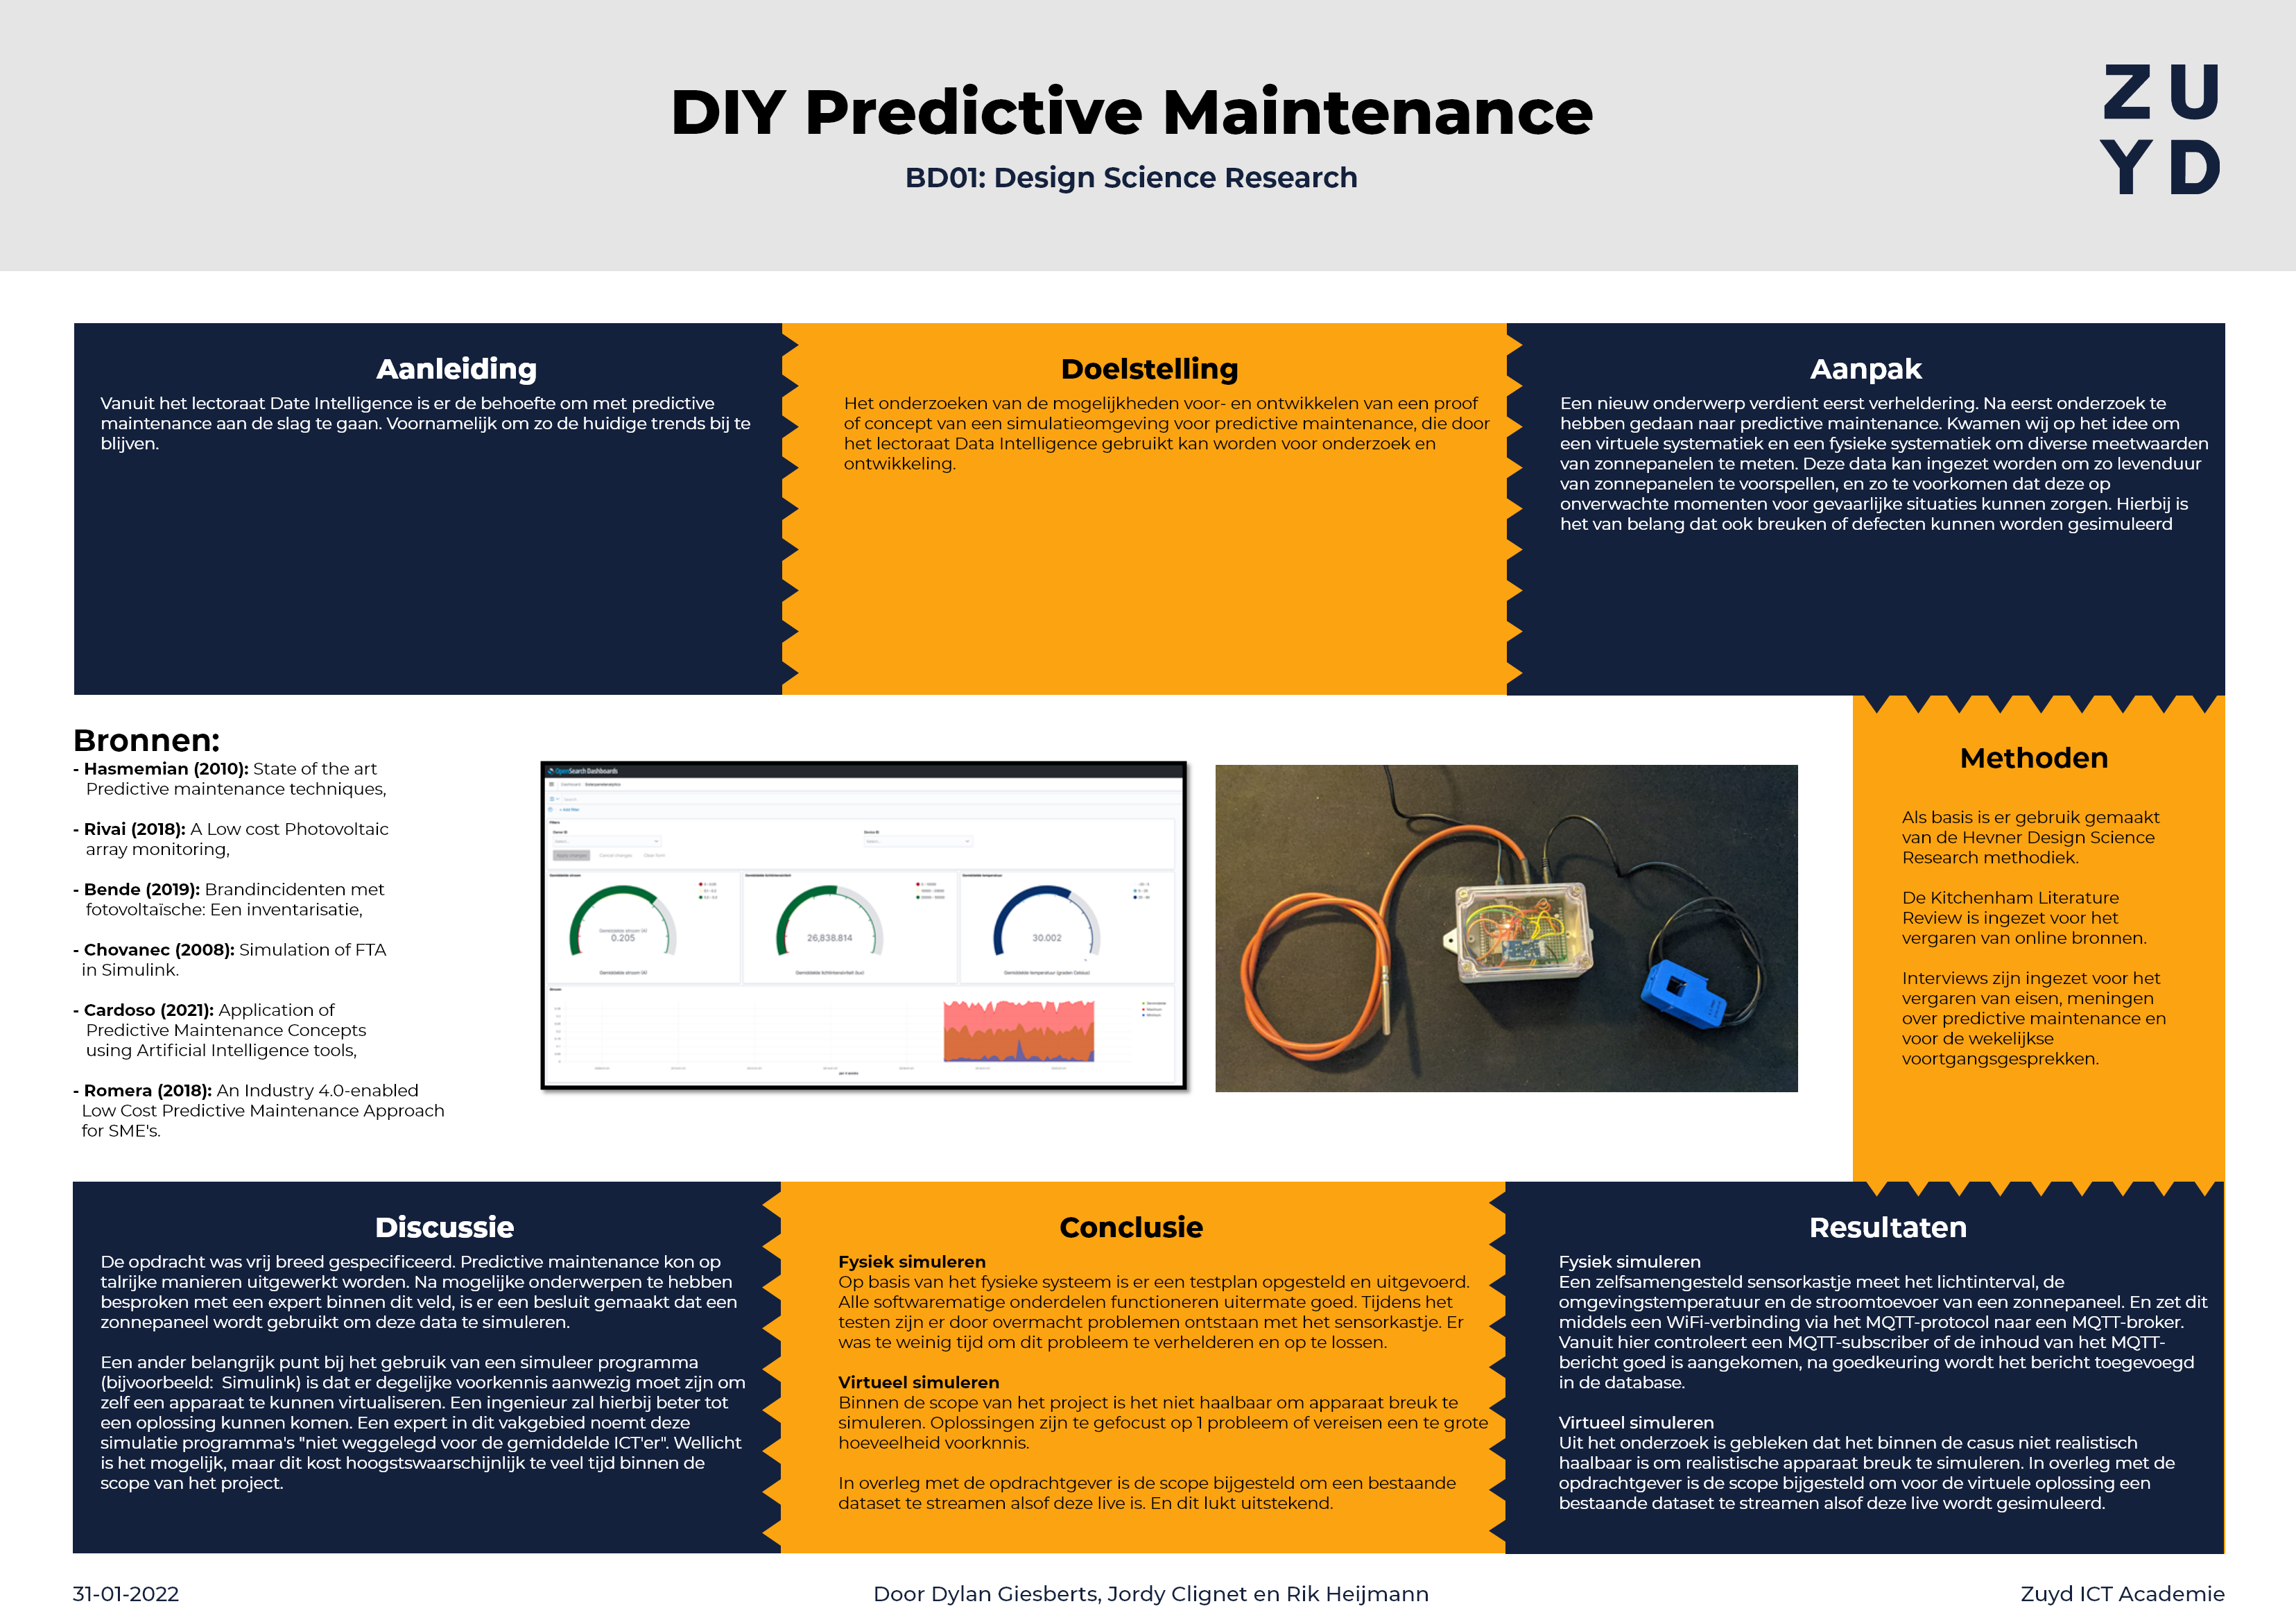 DIY Predictive Maintenance
BD01: Design Science Research
Z U
Y D
Aanleiding
Vanuit het lectoraat Date Intelligence is er de behoefte om met predictive
maintenance aan de slag te gaan. Voornamelijk om zo de huidige trends bij te
blijven.
Doelstelling
Het onderzoeken van de mogelijkheden voor- en ontwikkelen van een proof
of concept van een simulatieomgeving voor predictive maintenance, die door
het lectoraat Data Intelligence gebruikt kan worden voor onderzoek en
ontwikkeling.
Aanpak
Een nieuw onderwerp verdient eerst verheldering. Na eerst onderzoek te
hebben gedaan naar predictive maintenance. Kwamen wij op het idee om
een virtuele systematiek en een fysieke systematiek om diverse meetwaarden
van zonnepanelen te meten. Deze data kan ingezet worden om zo levenduur
van zonnepanelen te voorspellen, en zo te voorkomen dat deze op
onverwachte momenten voor gevaarlijke situaties kunnen zorgen. Hierbij is
het van belang dat ook breuken of defecten kunnen worden gesimuleerd
Bronnen:
- Hasmemian (2010): State of the art
Predictive maintenance techniques,
- Rivai (2018): A Low cost Photovoltaic
array monitoring,
- Bende (2019): Brandincidenten met
fotovoltaïsche: Een inventarisatie,
- Chovanec (2008): Simulation of FTA
in Simulink.
- Cardoso (2021): Application of
Predictive Maintenance Concepts
using Artificial Intelligence tools,
- Romera (2018): An Industry 4.0-enabled
Low Cost Predictive Maintenance Approach
for SME's.
OpenSearch Dashboards
Add filter
Gemiddelde stroom (A)
0.205
Gemiddelde stroom (A)
26,838.814
Gemiddelde lichtintensiteit (lux)
30.002
Gemiddelde temperatuur (graden Celsius)
Methoden
Als basis is er gebruik gemaakt
van de Hevner Design Science
Research methodiek.
De Kitchenham Literature
Review is ingezet voor het
vergaren van online bronnen.
Interviews zijn ingezet voor het
vergaren van eisen, meningen
over predictive maintenance en
voor de wekelijkse
voortgangsgesprekken.
Discussie
De opdracht was vrij breed gespecificeerd. Predictive maintenance kon op
talrijke manieren uitgewerkt worden. Na mogelijke onderwerpen te hebben
besproken met een expert binnen dit veld, is er een besluit gemaakt dat een
zonnepaneel wordt gebruikt om deze data te simuleren.
Een ander belangrijk punt bij het gebruik van een simuleer programma
(bijvoorbeeld:  Simulink) is dat er degelijke voorkennis aanwezig moet zijn om
zelf een apparaat te kunnen virtualiseren. Een ingenieur zal hierbij beter tot
een oplossing kunnen komen. Een expert in dit vakgebied noemt deze
simulatie programma's "niet weggelegd voor de gemiddelde ICT'er". Wellicht
is het mogelijk, maar dit kost hoogstswaarschijnlijk te veel tijd binnen de
scope van het project.
Conclusie
Fysiek simuleren
Op basis van het fysieke systeem is er een testplan opgesteld en uitgevoerd.
Alle softwarematige onderdelen functioneren uitermate goed. Tijdens het
testen zijn er door overmacht problemen ontstaan met het sensorkastje. Er
was te weinig tijd om dit probleem te verhelderen en op te lossen.
Virtueel simuleren
Binnen de scope van het project is het niet haalbaar om apparaat breuk te
simuleren. Oplossingen zijn te gefocust op 1 probleem of vereisen een te grote
hoeveelheid voorknnis.
In overleg met de opdrachtgever is de scope bijgesteld om een bestaande
dataset te streamen alsof deze live is. En dit lukt uitstekend.
Resultaten
Fysiek simuleren
Een zelfsamengesteld sensorkastje meet het lichtinterval, de
omgevingstemperatuur en de stroomtoevoer van een zonnepaneel. En zet dit
middels een WiFi-verbinding via het MQTT-protocol naar een MQTT-broker.
Vanuit hier controleert een MQTT-subscriber of de inhoud van het MQTT-
bericht goed is aangekomen, na goedkeuring wordt het bericht toegevoegd
in de database.
Virtueel simuleren
Uit het onderzoek is gebleken dat het binnen de casus niet realistisch
haalbaar is om realistische apparaat breuk te simuleren. In overleg met de
opdrachtgever is de scope bijgesteld om voor de virtuele oplossing een
bestaande dataset te streamen alsof deze live wordt gesimuleerd.
31-01-2022
Door Dylan Giesberts, Jordy Clignet en Rik Heijmann
Zuyd ICT Academie